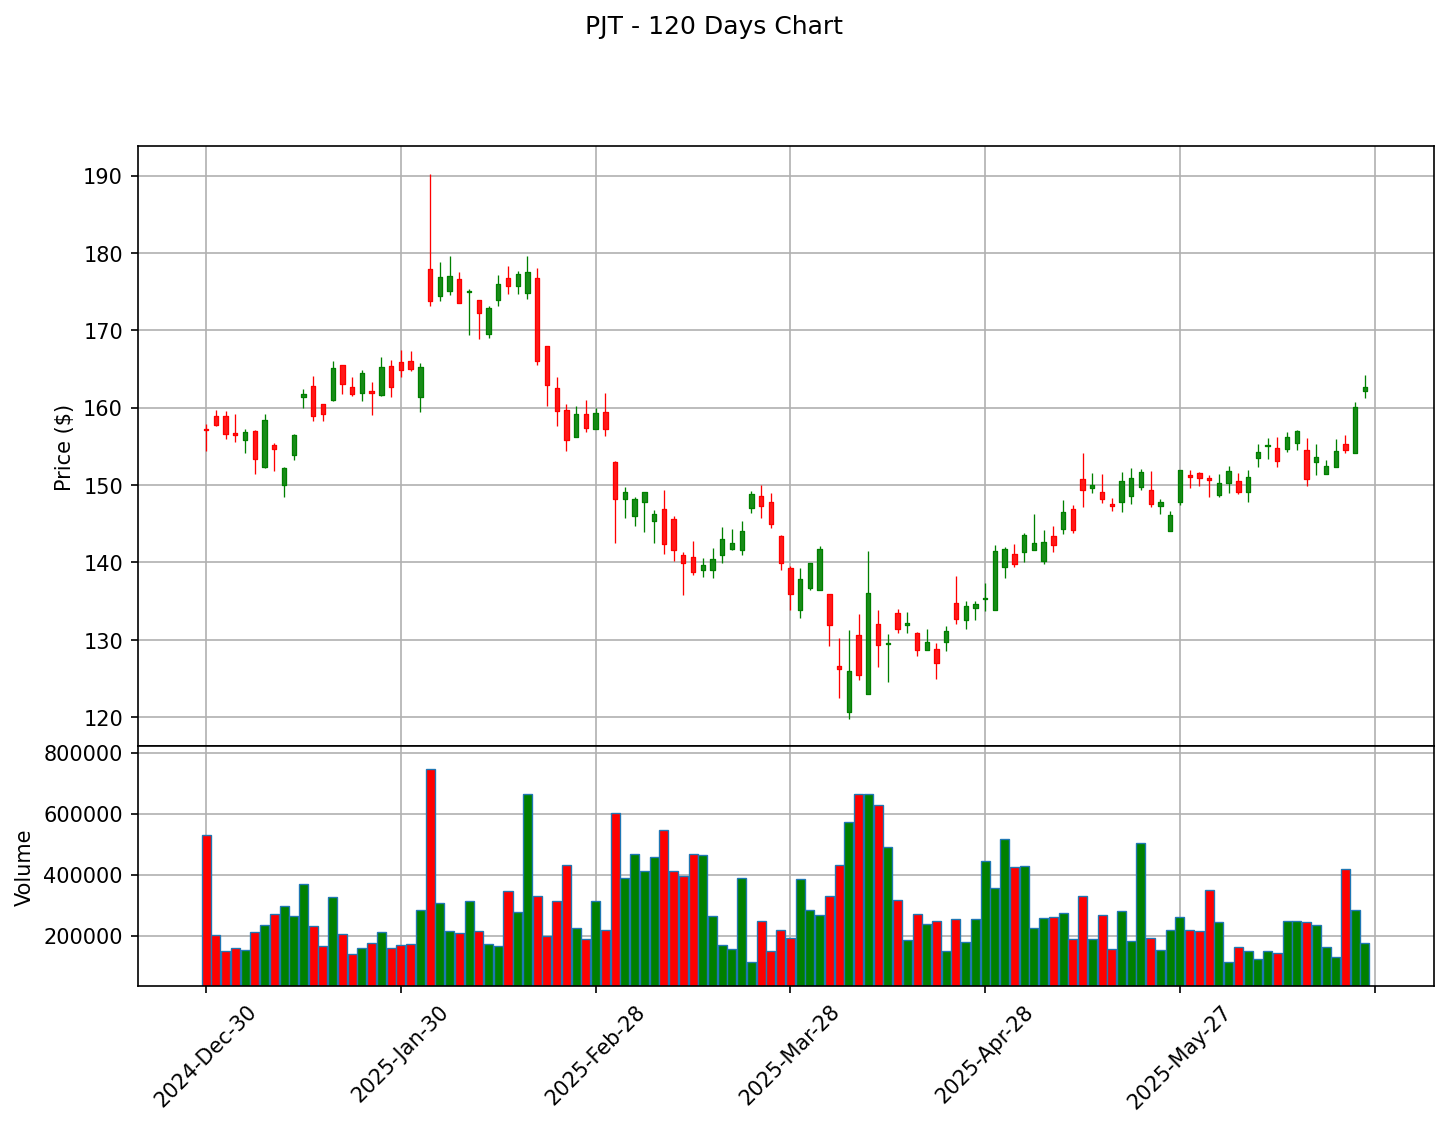 PJT - 120 Days Chart
190
180
170
160
150
140
130
120
Price ($)
800000
600000
400000
200000
Volume
2024-Dec-30
2025-Jan-30
2025-Feb-28
2025-Mar-28
2025-Apr-28
2025-May-27